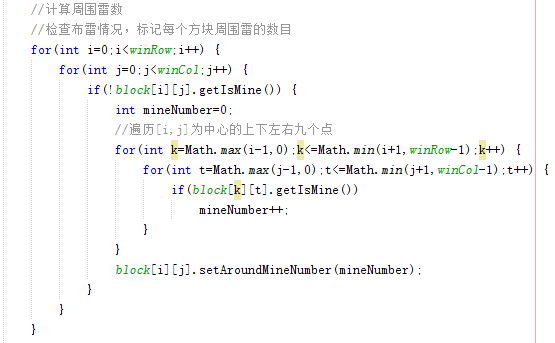 //计算周围雷数
//检查布雷情况，标记每个方块周围雷的数目
for(int i=0;i<winRow;i++) {
for(int j=0;j<winCol;j++) {
if(!block[i][j].getIsMine()) {
int mineNumber=0;
//遍历[i,j]为中心的上下左右九个点
for(int k=Math.max(i-1,0);k<=Math.min(i+1,winRow-1);k++) {
for(int t=Math.max(j-1,0);t<=Math.min(j+1,winCol-1);t++) {
if(block[k][t].getIsMine())
mineNumber++;
}
}
block[i][j].setAroundMineNumber(mineNumber);
}
}
}